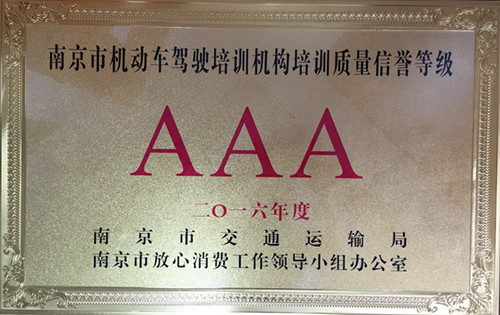 南京市机动车驾驶培训机构培训质量信誉等级
AAA
二〇一六年度
南京市交通运输局
南京市放心消费工作领导小组办公室